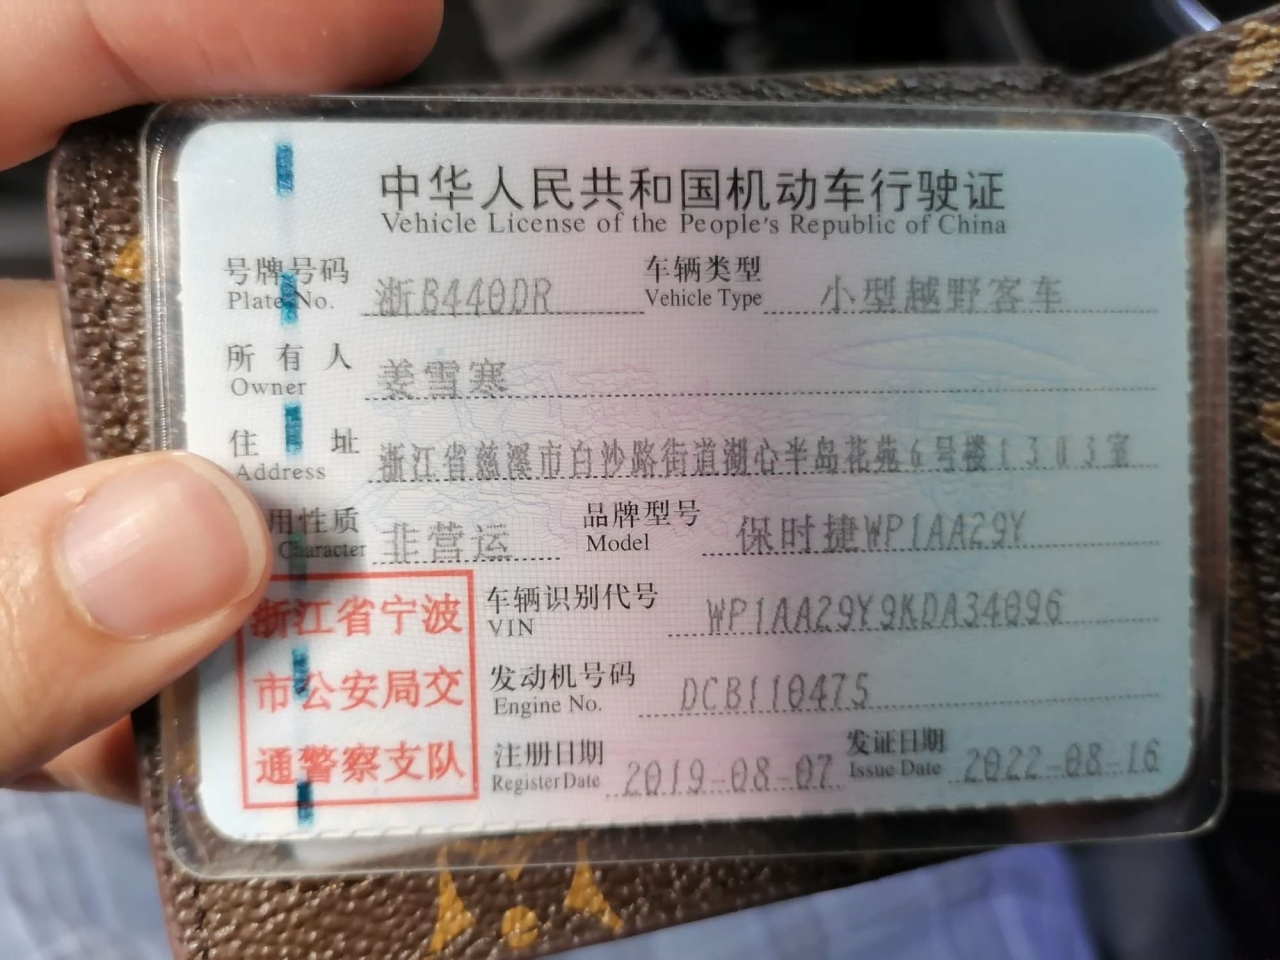 中华人民共和国机动车行驶证
Vehicle License of the People's Republic of China
号牌号码 浙B440DR 车辆类型 小型越野客车
Plate No. Vehicle Type
所有人 姜雪寒
Owner
住址 浙江省慈溪市白沙路街道湖心半岛花苑6号楼1303室
Address
用性质 非营运 品牌型号 保时捷WP1AA29Y
Character Model
浙江省宁波
市公安局交
通警察支队
车辆识别代号 WP1AA29Y9KDA34096
VIN
发动机号码 DCB110475
Engine No.
注册日期 2019-08-07 发证日期 2022-08-16
Register Date Issue Date